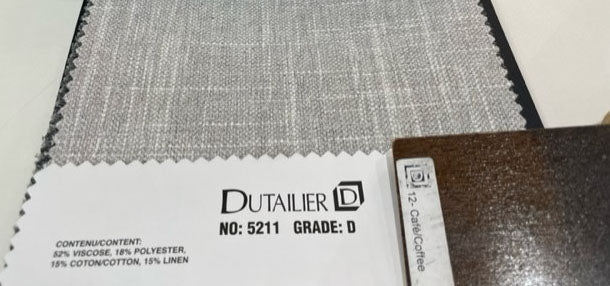 DUTAILIER D
NO: 5211 GRADE: D
CONTENU/CONTENT:
52% VISCOSE, 18% POLYESTER,
15% COTON/COTTON, 15% LINEN
D
12- Café/Coffee